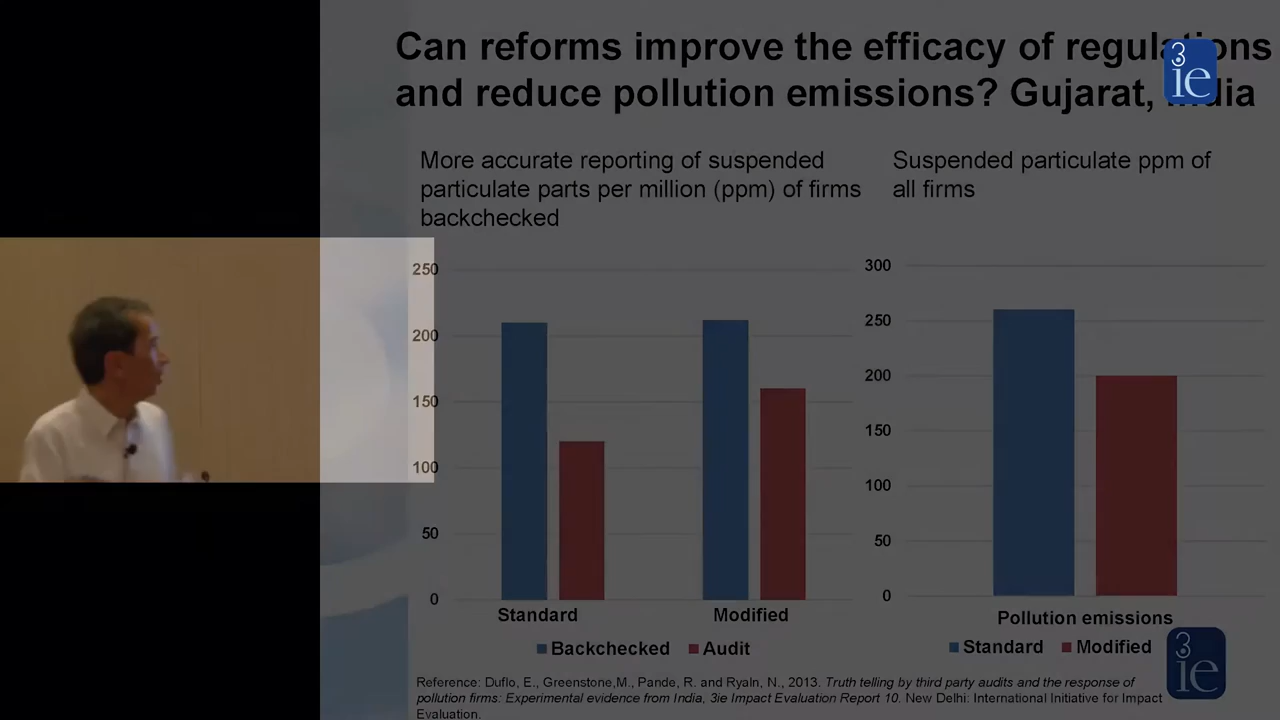 Can reforms improve the efficacy of regulations
and reduce pollution emissions? Gujarat, India
3ie
More accurate reporting of suspended
particulate parts per million (ppm) of firms
backchecked
Suspended particulate ppm of
all firms
250
200
150
100
50
0
Standard
Modified
Backchecked
Audit
300
250
200
150
100
50
0
Pollution emissions
Standard
Modified
3ie
Reference: Duflo, E., Greenstone,M., Pande, R. and Ryaln, N., 2013. Truth telling by third party audits and the response of
pollution firms: Experimental evidence from India, 3ie Impact Evaluation Report 10. New Delhi: International Initiative for Impact
Evaluation.